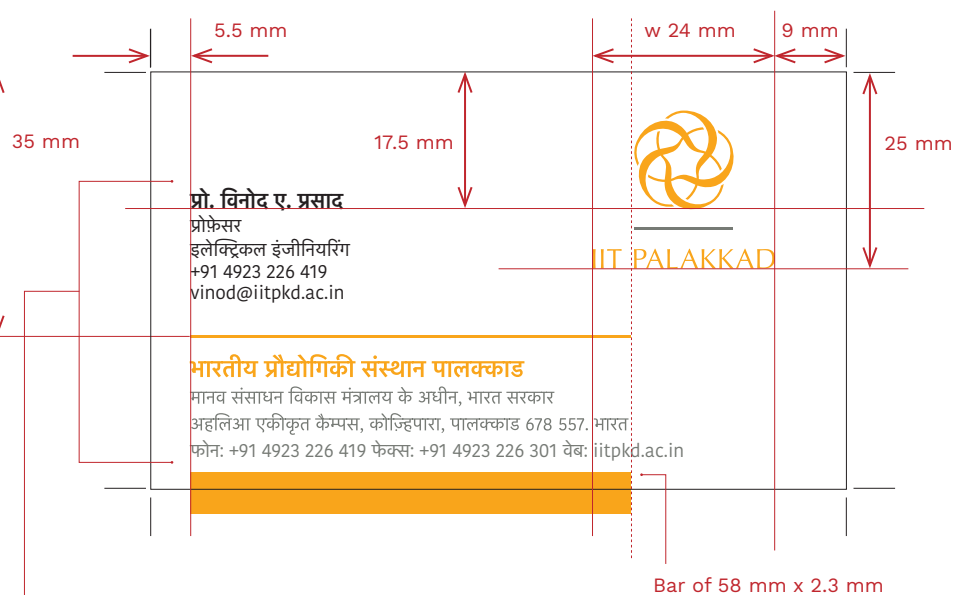 5.5 mm
w 24 mm
9 mm
35 mm
17.5 mm
25 mm
प्रो. विनोद ए. प्रसाद
प्रोफ़ेसर
इलेक्ट्रिकल इंजीनियरिंग
+91 4923 226 419
vinod@iitpkd.ac.in
IIT PALAKKAD
भारतीय प्रौद्योगिकी संस्थान पालक्काड
मानव संसाधन विकास मंत्रालय के अधीन, भारत सरकार
अहलिआ एकीकृत कैम्पस, कोज़्हिपारा, पालक्काड 678 557. भारत
फोन: +91 4923 226 419 फेक्स: +91 4923 226 301 वेब: iitpkd.ac.in
Bar of 58 mm x 2.3 mm